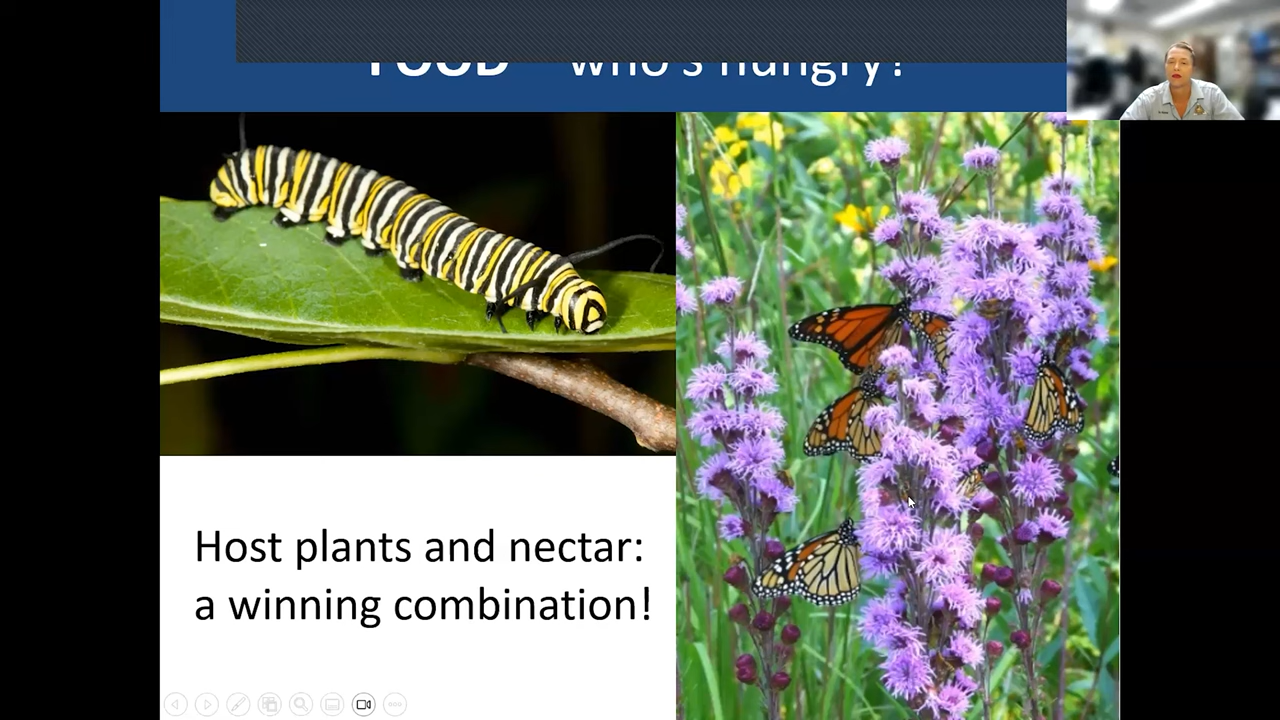 FOOD – who's hungry?
Host plants and nectar:
a winning combination!